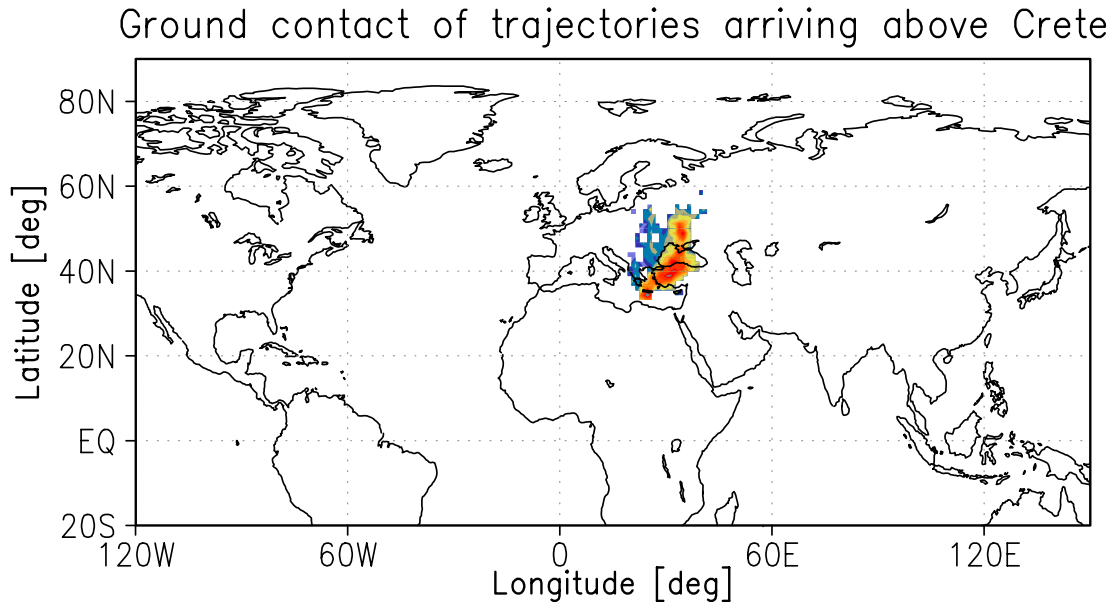 Ground contact of trajectories arriving above Crete
80N
60N
40N
20N
EQ
20S
Latitude [deg]
120W 60W 0 60E 120E
Longitude [deg]